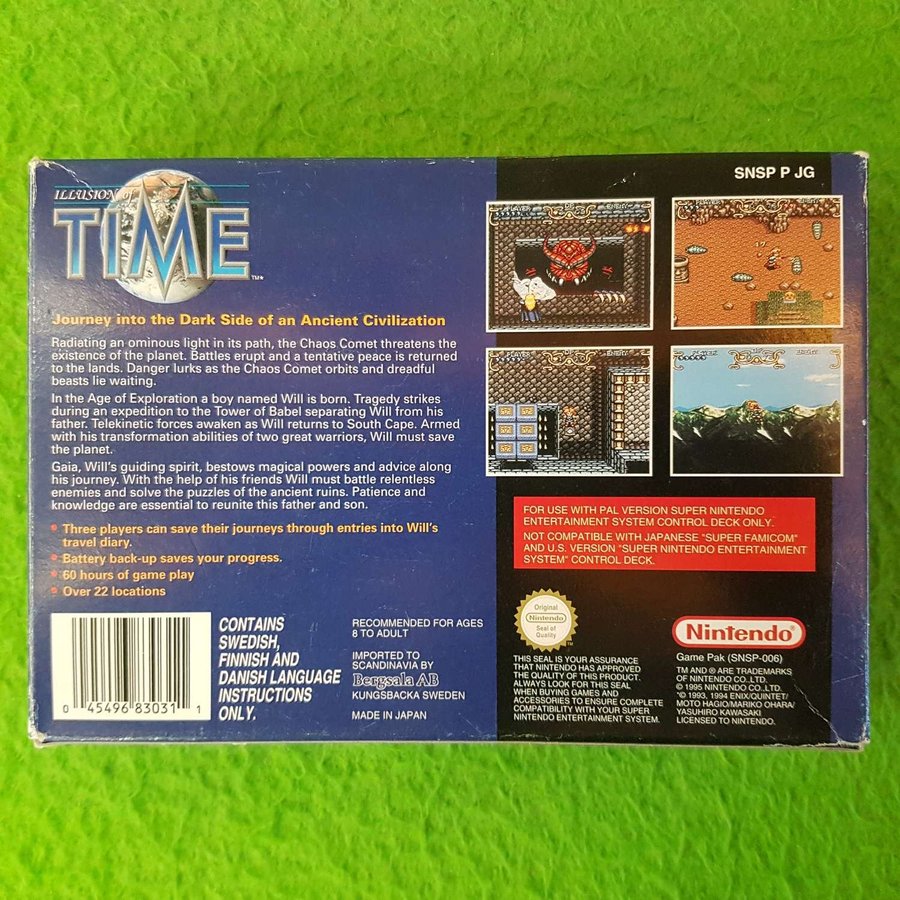 SNSP P JG
ILLUSION OF
TIME
TM*
Journey into the Dark Side of an Ancient Civilization
Radiating an ominous light in its path, the Chaos Comet threatens the
existence of the planet. Battles erupt and a tentative peace is returned
to the lands. Danger lurks as the Chaos Comet orbits and dreadful
beasts lie waiting.
In the Age of Exploration a boy named Will is born. Tragedy strikes
during an expedition to the Tower of Babel separating Will from his
father. Telekinetic forces awaken as Will returns to South Cape. Armed
with his transformation abilities of two great warriors, Will must save
the planet.
Gaia, Will's guiding spirit, bestows magical powers and advice along
his journey. With the help of his friends Will must battle relentless
enemies and solve the puzzles of the ancient ruins. Patience and
knowledge are essential to reunite this father and son.
• Three players can save their journeys through entries into Will's
travel diary.
• Battery back-up saves your progress.
• 60 hours of game play
• Over 22 locations
0 45496 83031 1
CONTAINS
SWEDISH,
FINNISH AND
DANISH LANGUAGE
INSTRUCTIONS
ONLY.
RECOMMENDED FOR AGES
8 TO ADULT
IMPORTED TO
SCANDINAVIA BY
Bergsala AB
KUNGSBACKA SWEDEN
MADE IN JAPAN
PLAYER ENEMY
PLAYER ENEMY
17
PLAYER ENEMY
PLAYER ENEMY
FOR USE WITH PAL VERSION SUPER NINTENDO
ENTERTAINMENT SYSTEM CONTROL DECK ONLY.
NOT COMPATIBLE WITH JAPANESE "SUPER FAMICOM"
AND U.S. VERSION "SUPER NINTENDO ENTERTAINMENT
SYSTEM" CONTROL DECK.
Original
Nintendo
Seal of
Quality
THIS SEAL IS YOUR ASSURANCE
THAT NINTENDO HAS APPROVED
THE QUALITY OF THIS PRODUCT.
ALWAYS LOOK FOR THIS SEAL
WHEN BUYING GAMES AND
ACCESSORIES TO ENSURE COMPLETE
COMPATIBILITY WITH YOUR SUPER
NINTENDO ENTERTAINMENT SYSTEM.
Nintendo®
Game Pak (SNSP-006)
TM AND ® ARE TRADEMARKS
OF NINTENDO CO.,LTD.
© 1995 NINTENDO CO.,LTD.
*© 1993, 1994 ENIX/QUINTET/
MOTO HAGIO/MARIKO OHARA/
YASUHIRO KAWASAKI
LICENSED TO NINTENDO.